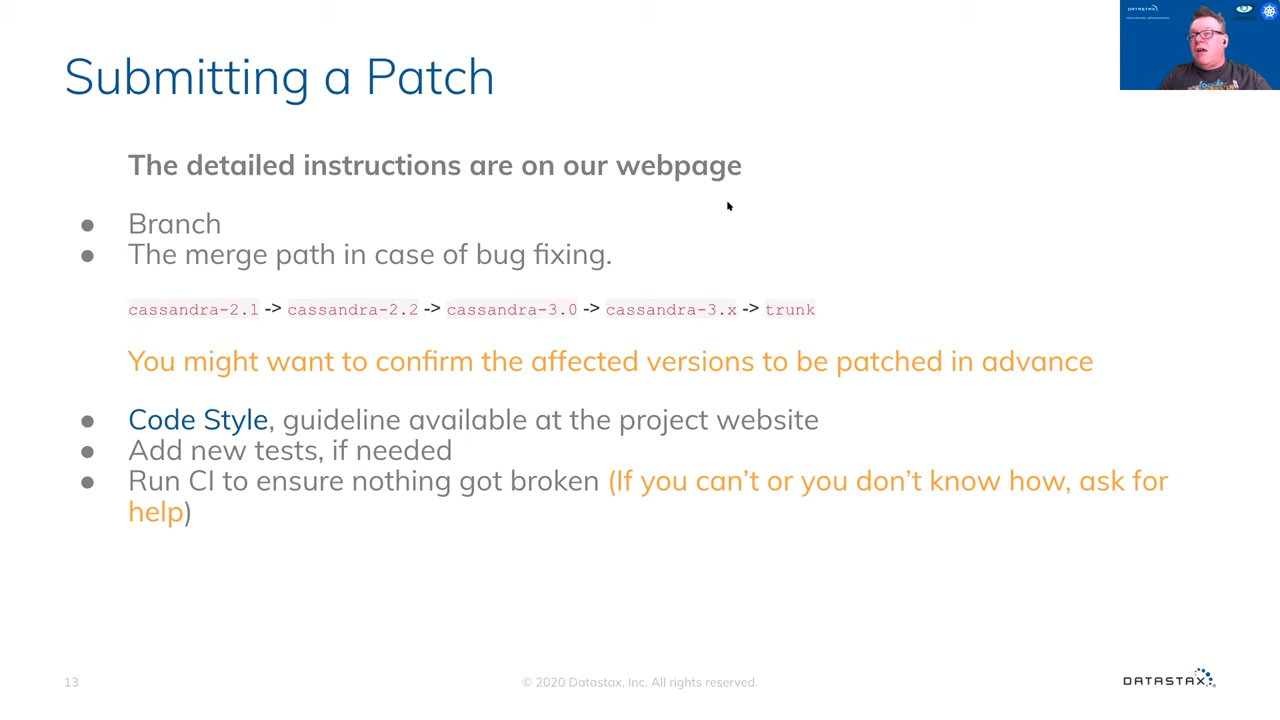 DATASTAX
Submitting a Patch
The detailed instructions are on our webpage
● Branch
● The merge path in case of bug fixing.
cassandra-2.1 -> cassandra-2.2 -> cassandra-3.0 -> cassandra-3.x -> trunk
You might want to confirm the affected versions to be patched in advance
● Code Style, guideline available at the project website
● Add new tests, if needed
● Run CI to ensure nothing got broken (If you can’t or you don’t know how, ask for
help)
13
© 2020 Datastax, Inc. All rights reserved.
DATASTAX